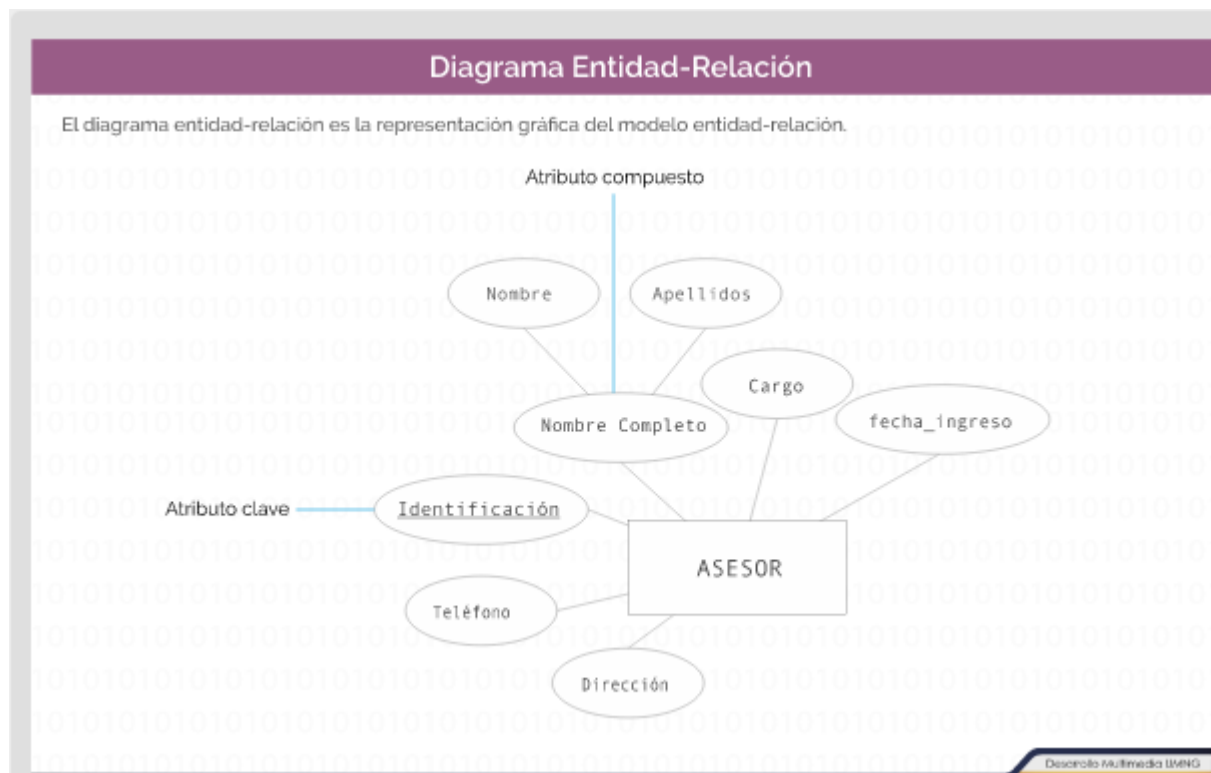 Diagrama Entidad-Relación
El diagrama entidad-relación es la representación gráfica del modelo entidad-relación.
Atributo compuesto
Nombre
Apellidos
Cargo
Nombre Completo
fecha_ingreso
Atributo clave
Identificación
ASESOR
Teléfono
Dirección
Desarrollo Multimedia UMNG